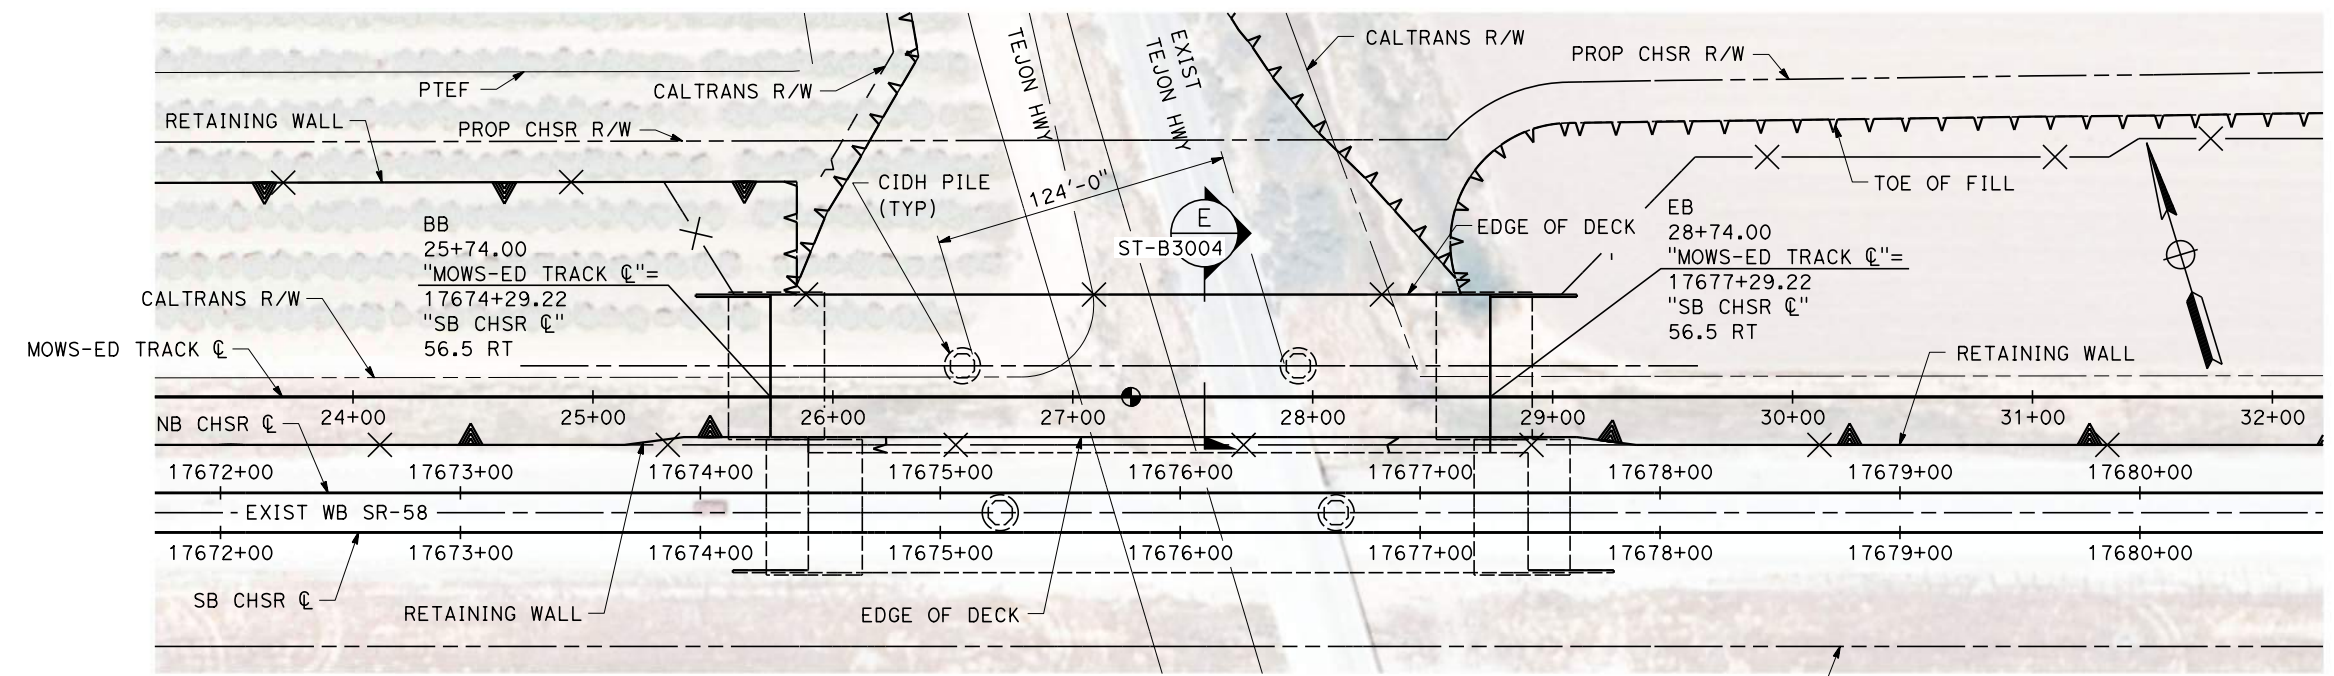 CALTRANS R/W
PROP CHSR R/W
TEJON HWY
EXIST
TEJON HWY
PTEF
CALTRANS R/W
RETAINING WALL
PROP CHSR R/W
CIDH PILE
(TYP)
124'-0"
TOE OF FILL
E
ST-B3004
EDGE OF DECK
BB
25+74.00
"MOWS-ED TRACK ℄"=
17674+29.22
"SB CHSR ℄"
56.5 RT
EB
28+74.00
"MOWS-ED TRACK ℄"=
17677+29.22
"SB CHSR ℄"
56.5 RT
CALTRANS R/W
MOWS-ED TRACK ℄
RETAINING WALL
24+00 25+00 26+00 27+00 28+00 29+00 30+00 31+00 32+00
NB CHSR ℄
17672+00 17673+00 17674+00 17675+00 17676+00 17677+00 17678+00 17679+00 17680+00
EXIST WB SR-58
17672+00 17673+00 17674+00 17675+00 17676+00 17677+00 17678+00 17679+00 17680+00
SB CHSR ℄
RETAINING WALL
EDGE OF DECK